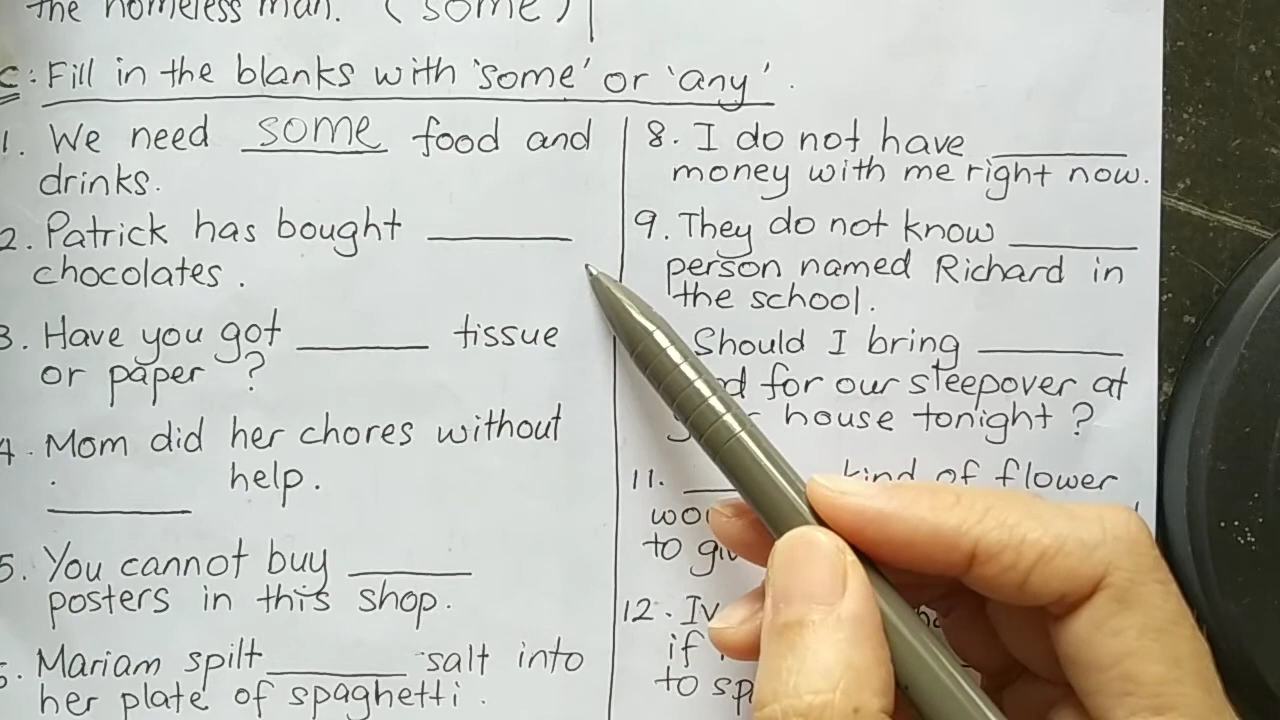 the homeless man. (some)
C: Fill in the blanks with 'some' or 'any'.
1. We need some food and
drinks.
2. Patrick has bought ______
chocolates.
3. Have you got ______ tissue
or paper ?
4. Mom did her chores without
______ help.
5. You cannot buy ______
posters in this shop.
6. Mariam spilt ______ salt into
her plate of spaghetti.
8. I do not have ______
money with me right now.
9. They do not know ______
person named Richard in
the school.
Should I bring ______
for our sleepover at
house tonight ?
11. ______ kind of flower
to
12.
if
to